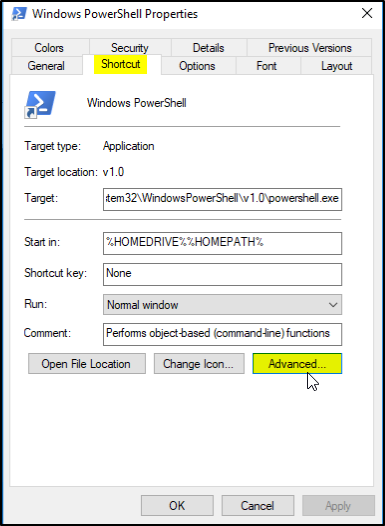 Windows PowerShell Properties
Colors Security Details Previous Versions
General Shortcut Options Font Layout
Windows PowerShell
Target type: Application
Target location: v1.0
Target: tem32\WindowsPowerShell\v1.0\powershell.exe
Start in: %HOMEDRIVE%%HOMEPATH%
Shortcut key: None
Run: Normal window
Comment: Performs object-based (command-line) functions
Open File Location Change Icon... Advanced...
OK Cancel Apply